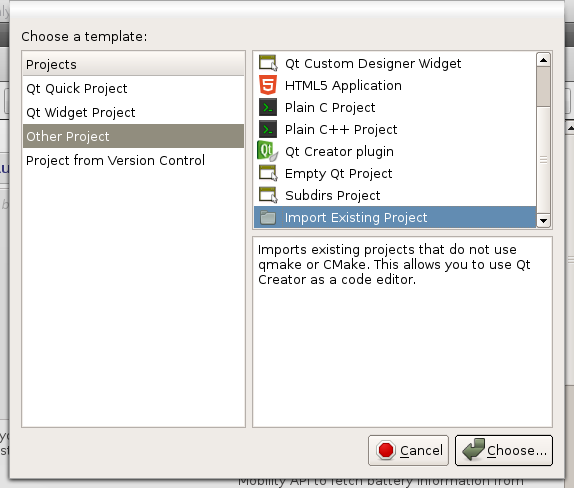 Choose a template:
Projects
Qt Quick Project
Qt Widget Project
Other Project
Project from Version Control
Qt Custom Designer Widget
HTML5 Application
Plain C Project
Plain C++ Project
Qt Creator plugin
Empty Qt Project
Subdirs Project
Import Existing Project
Imports existing projects that do not use
qmake or CMake. This allows you to use Qt
Creator as a code editor.
Cancel
Choose...
Mobility API to fetch battery information from